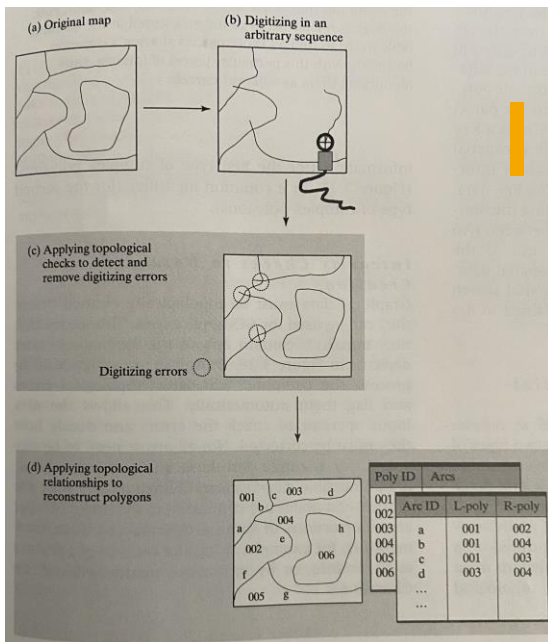 (a) Original map
(b) Digitizing in an
arbitrary sequence
(c) Applying topological
checks to detect and
remove digitizing errors
Digitizing errors
(d) Applying topological
relationships to
reconstruct polygons
001
c
003
d
b
a
004
002
e
h
006
f
005
g
Poly ID Arcs
001
002
003
004
005
006
Arc ID L-poly R-poly
a 001 002
b 001 004
c 001 003
d 003 004
...
...